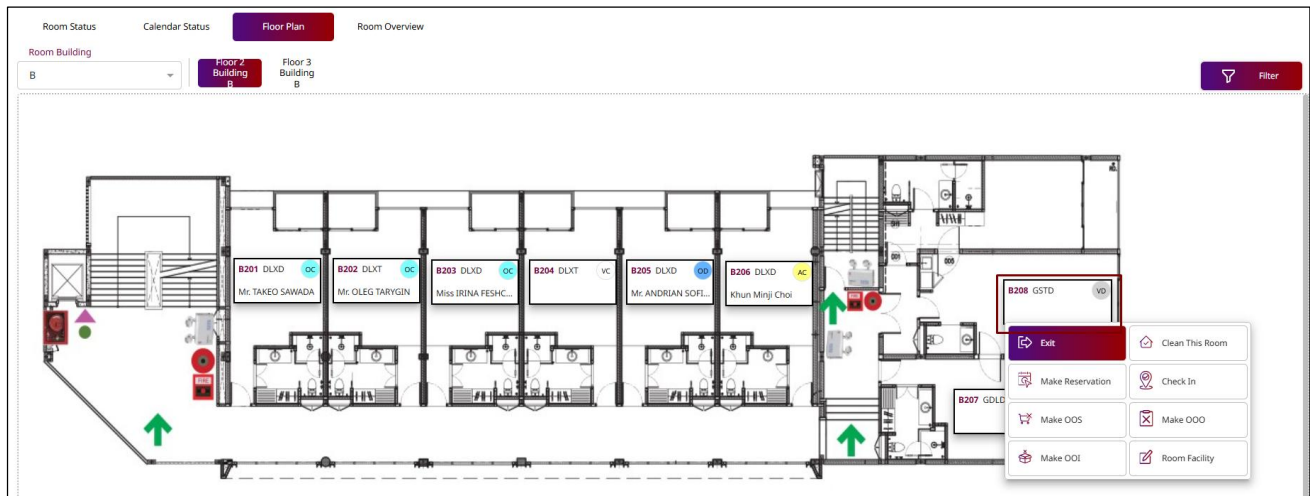 Room Status
Calendar Status
Floor Plan
Room Overview
Room Building
B
Floor 2
Building
B
Floor 3
Building
B
Filter
B201 DLXD OC
Mr. TAKEO SAWADA
B202 DLXT OC
Mr. OLEG TARYGIN
B203 DLXD OC
Miss IRINA FESHC...
B204 DLXT VC
B205 DLXD OD
Mr. ANDRIAN SOFI...
B206 DLXD AC
Khun Minji Choi
B208 GSTD VD
B207 GDLD
Exit
Clean This Room
Make Reservation
Check In
Make OOS
Make OOO
Make OOI
Room Facility
FIRE